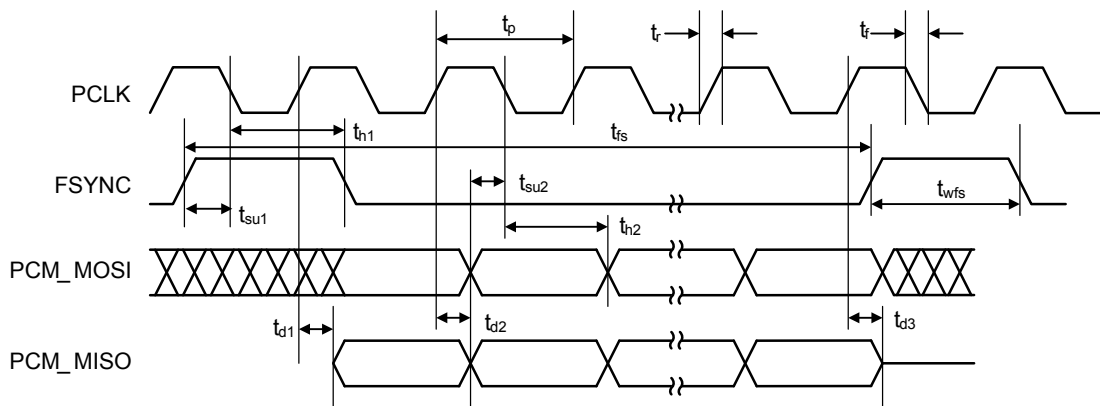 tp
tr
tf
PCLK
th1
tfs
FSYNC
tsu1
tsu2
twfs
th2
PCM_MOSI
td1
td2
td3
PCM_MISO